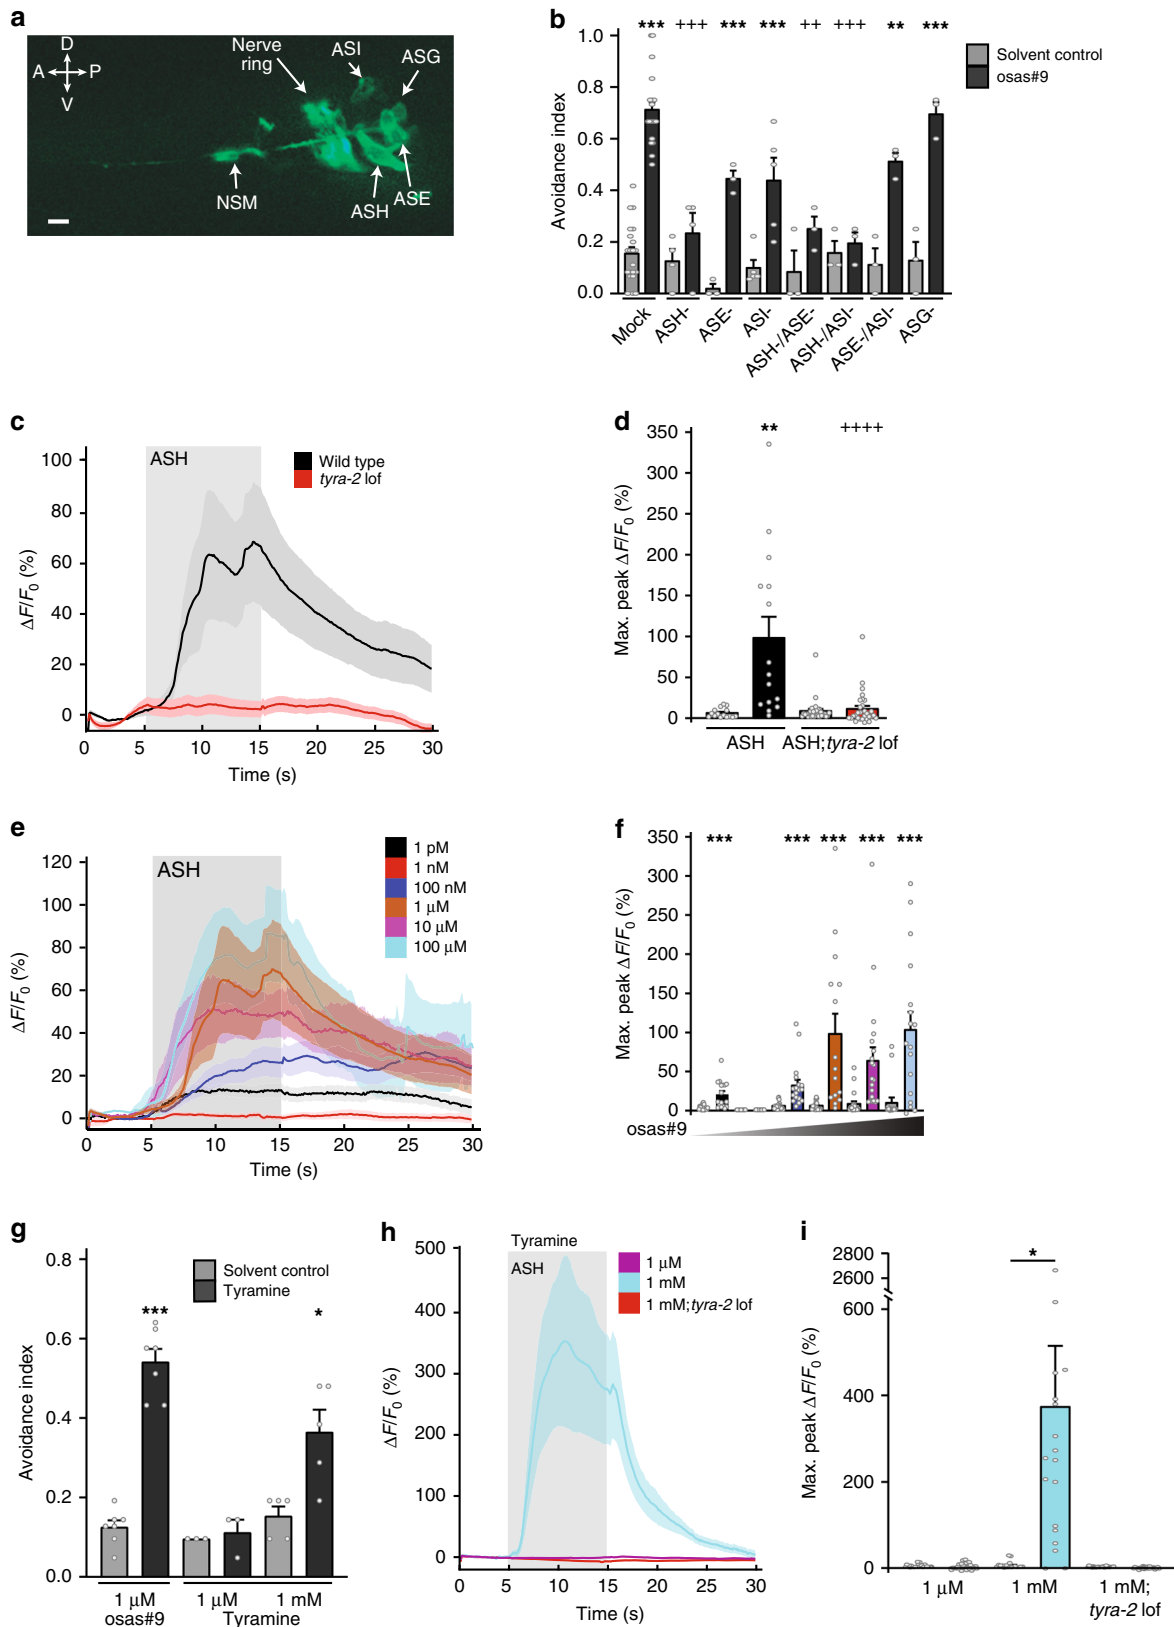 a
D
A P
V
Nerve
ring
ASI
ASG
NSM
ASH
ASE
b
*** +++ *** *** ++ +++ ** ***
Solvent control
osas#9
Avoidance index
1.0
0.8
0.6
0.4
0.2
0.0
Mock
ASH-
ASE-
ASI-
ASH-/ASE-
ASH-/ASI-
ASE-/ASI-
ASG-
c
ASH
Wild type
tyra-2 lof
ΔF/F0 (%)
100
80
60
40
20
0
0 5 10 15 20 25 30
Time (s)
d
** ++++
Max. peak ΔF/F0 (%)
350
300
250
200
150
100
50
0
ASH ASH;tyra-2 lof
e
ASH
1 pM
1 nM
100 nM
1 μM
10 μM
100 μM
ΔF/F0 (%)
120
100
80
60
40
20
0
0 5 10 15 20 25 30
Time (s)
f
*** *** *** *** ***
Max. peak ΔF/F0 (%)
350
300
250
200
150
100
50
0
osas#9
g
Solvent control
Tyramine
*** *
Avoidance index
0.8
0.6
0.4
0.2
0.0
1 μM 1 μM 1 mM
osas#9 Tyramine
h
Tyramine
ASH
1 μM
1 mM
1 mM;tyra-2 lof
ΔF/F0 (%)
500
400
300
200
100
0
0 5 10 15 20 25 30
Time (s)
i
*
Max. peak ΔF/F0 (%)
2800
2600
600
400
200
0
1 μM 1 mM 1 mM;
tyra-2 lof